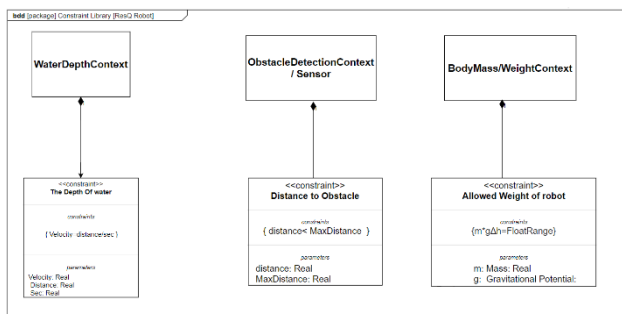 bdd [package] Constraint Library [ResQ Robot]
WaterDepthContext
ObstacleDetectionContext
/ Sensor
BodyMass/WeightContext
<<constraint>>
The Depth Of water
constraints
{ Velocity distance/sec }
parameters
Velocity: Real
Distance: Real
Sec: Real
<<constraint>>
Distance to Obstacle
constraints
{ distance< MaxDistance }
parameters
distance: Real
MaxDistance: Real
<<constraint>>
Allowed Weight of robot
constraints
{m*gΔh=FloatRange}
parameters
m: Mass: Real
g: Gravitational Potential: